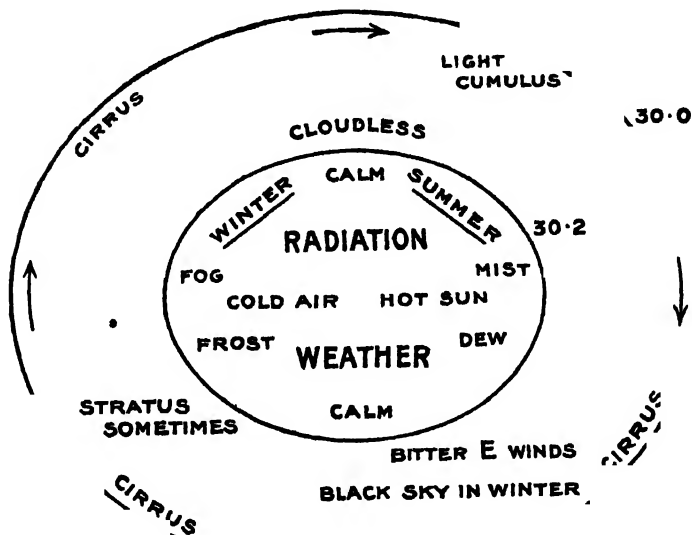 LIGHT
CUMULUS
CIRRUS
30·0
CLOUDLESS
CALM
WINTER
SUMMER
30·2
RADIATION
FOG
MIST
COLD AIR HOT SUN
FROST
DEW
WEATHER
STRATUS
SOMETIMES
CALM
CIRRUS
BITTER E WINDS
CIRRUS
BLACK SKY IN WINTER